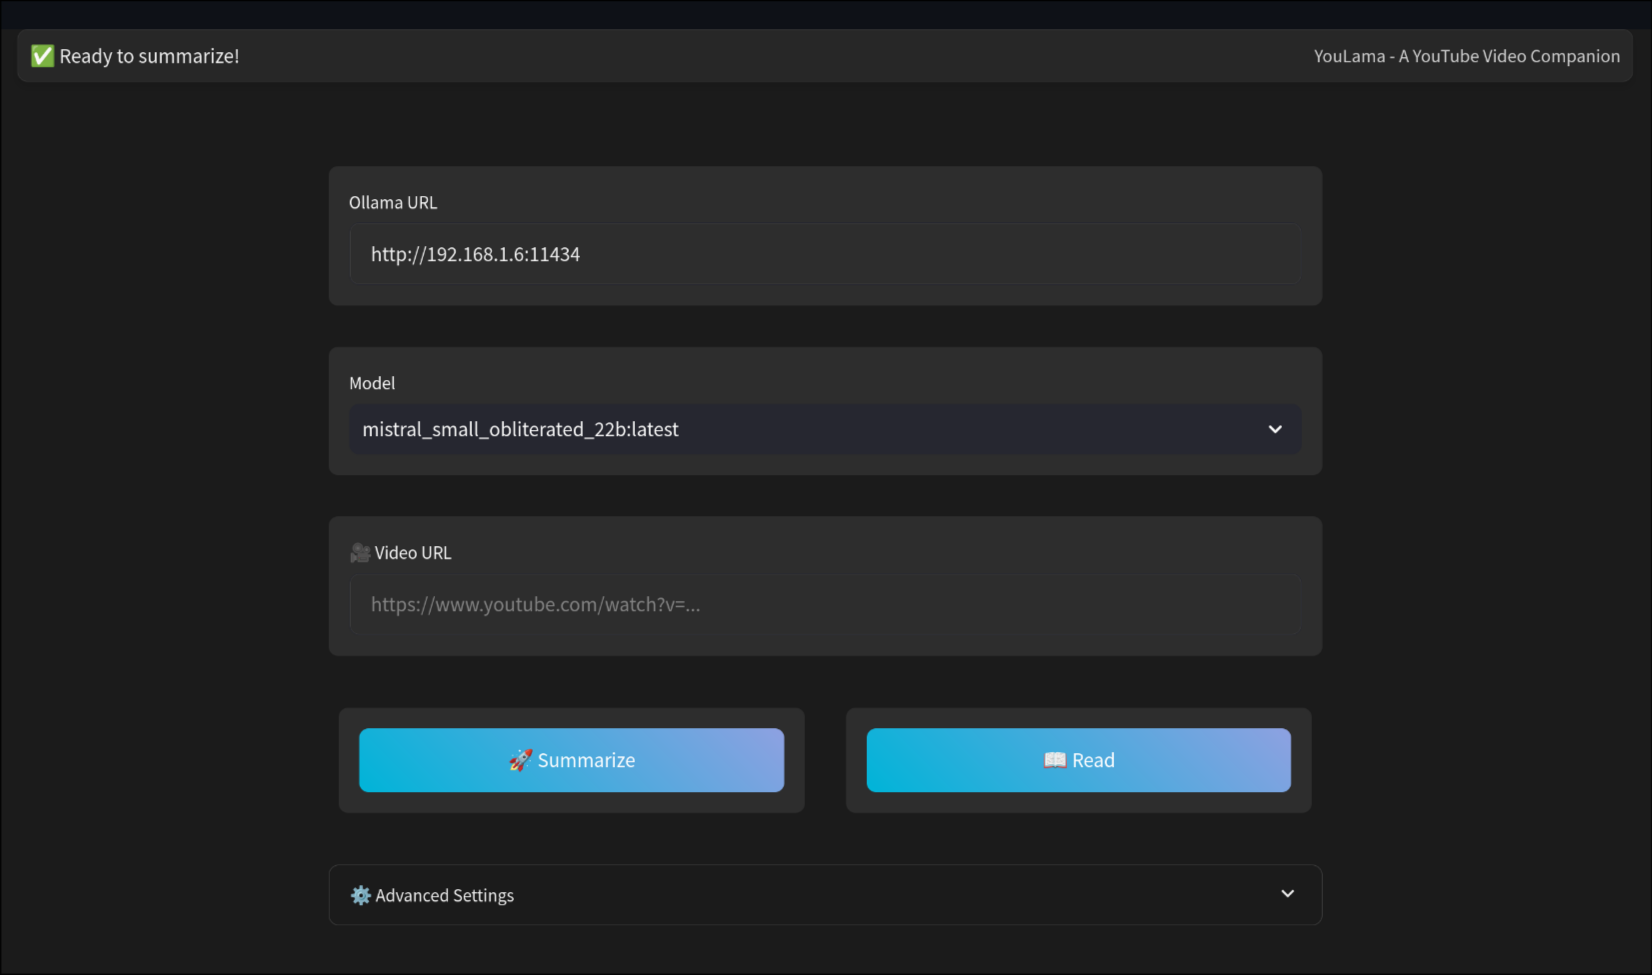 ✅ Ready to summarize!
YouLama - A YouTube Video Companion
Ollama URL
http://192.168.1.6:11434
Model
mistral_small_obliterated_22b:latest
🎥 Video URL
https://www.youtube.com/watch?v=...
🚀 Summarize
📖 Read
⚙️ Advanced Settings